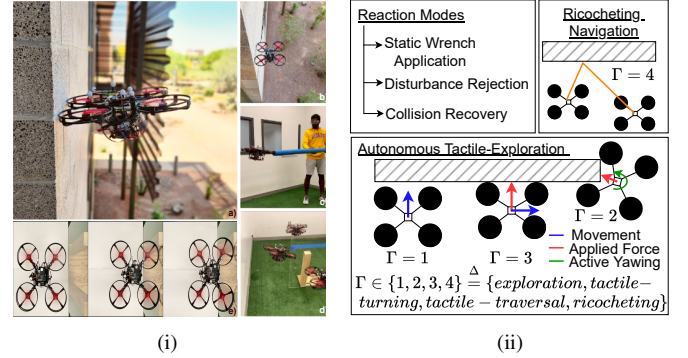 a)
b
c
d
e)
(i)
Reaction Modes
Static Wrench
Application
Disturbance Rejection
Collision Recovery
Ricocheting
Navigation
Γ = 4
Autonomous Tactile-Exploration
Γ = 1
Γ = 3
Γ = 2
Movement
Applied Force
Active Yawing
Γ ∈ {1, 2, 3, 4} ≜ {exploration, tactile−
turning, tactile − traversal, ricocheting}
(ii)